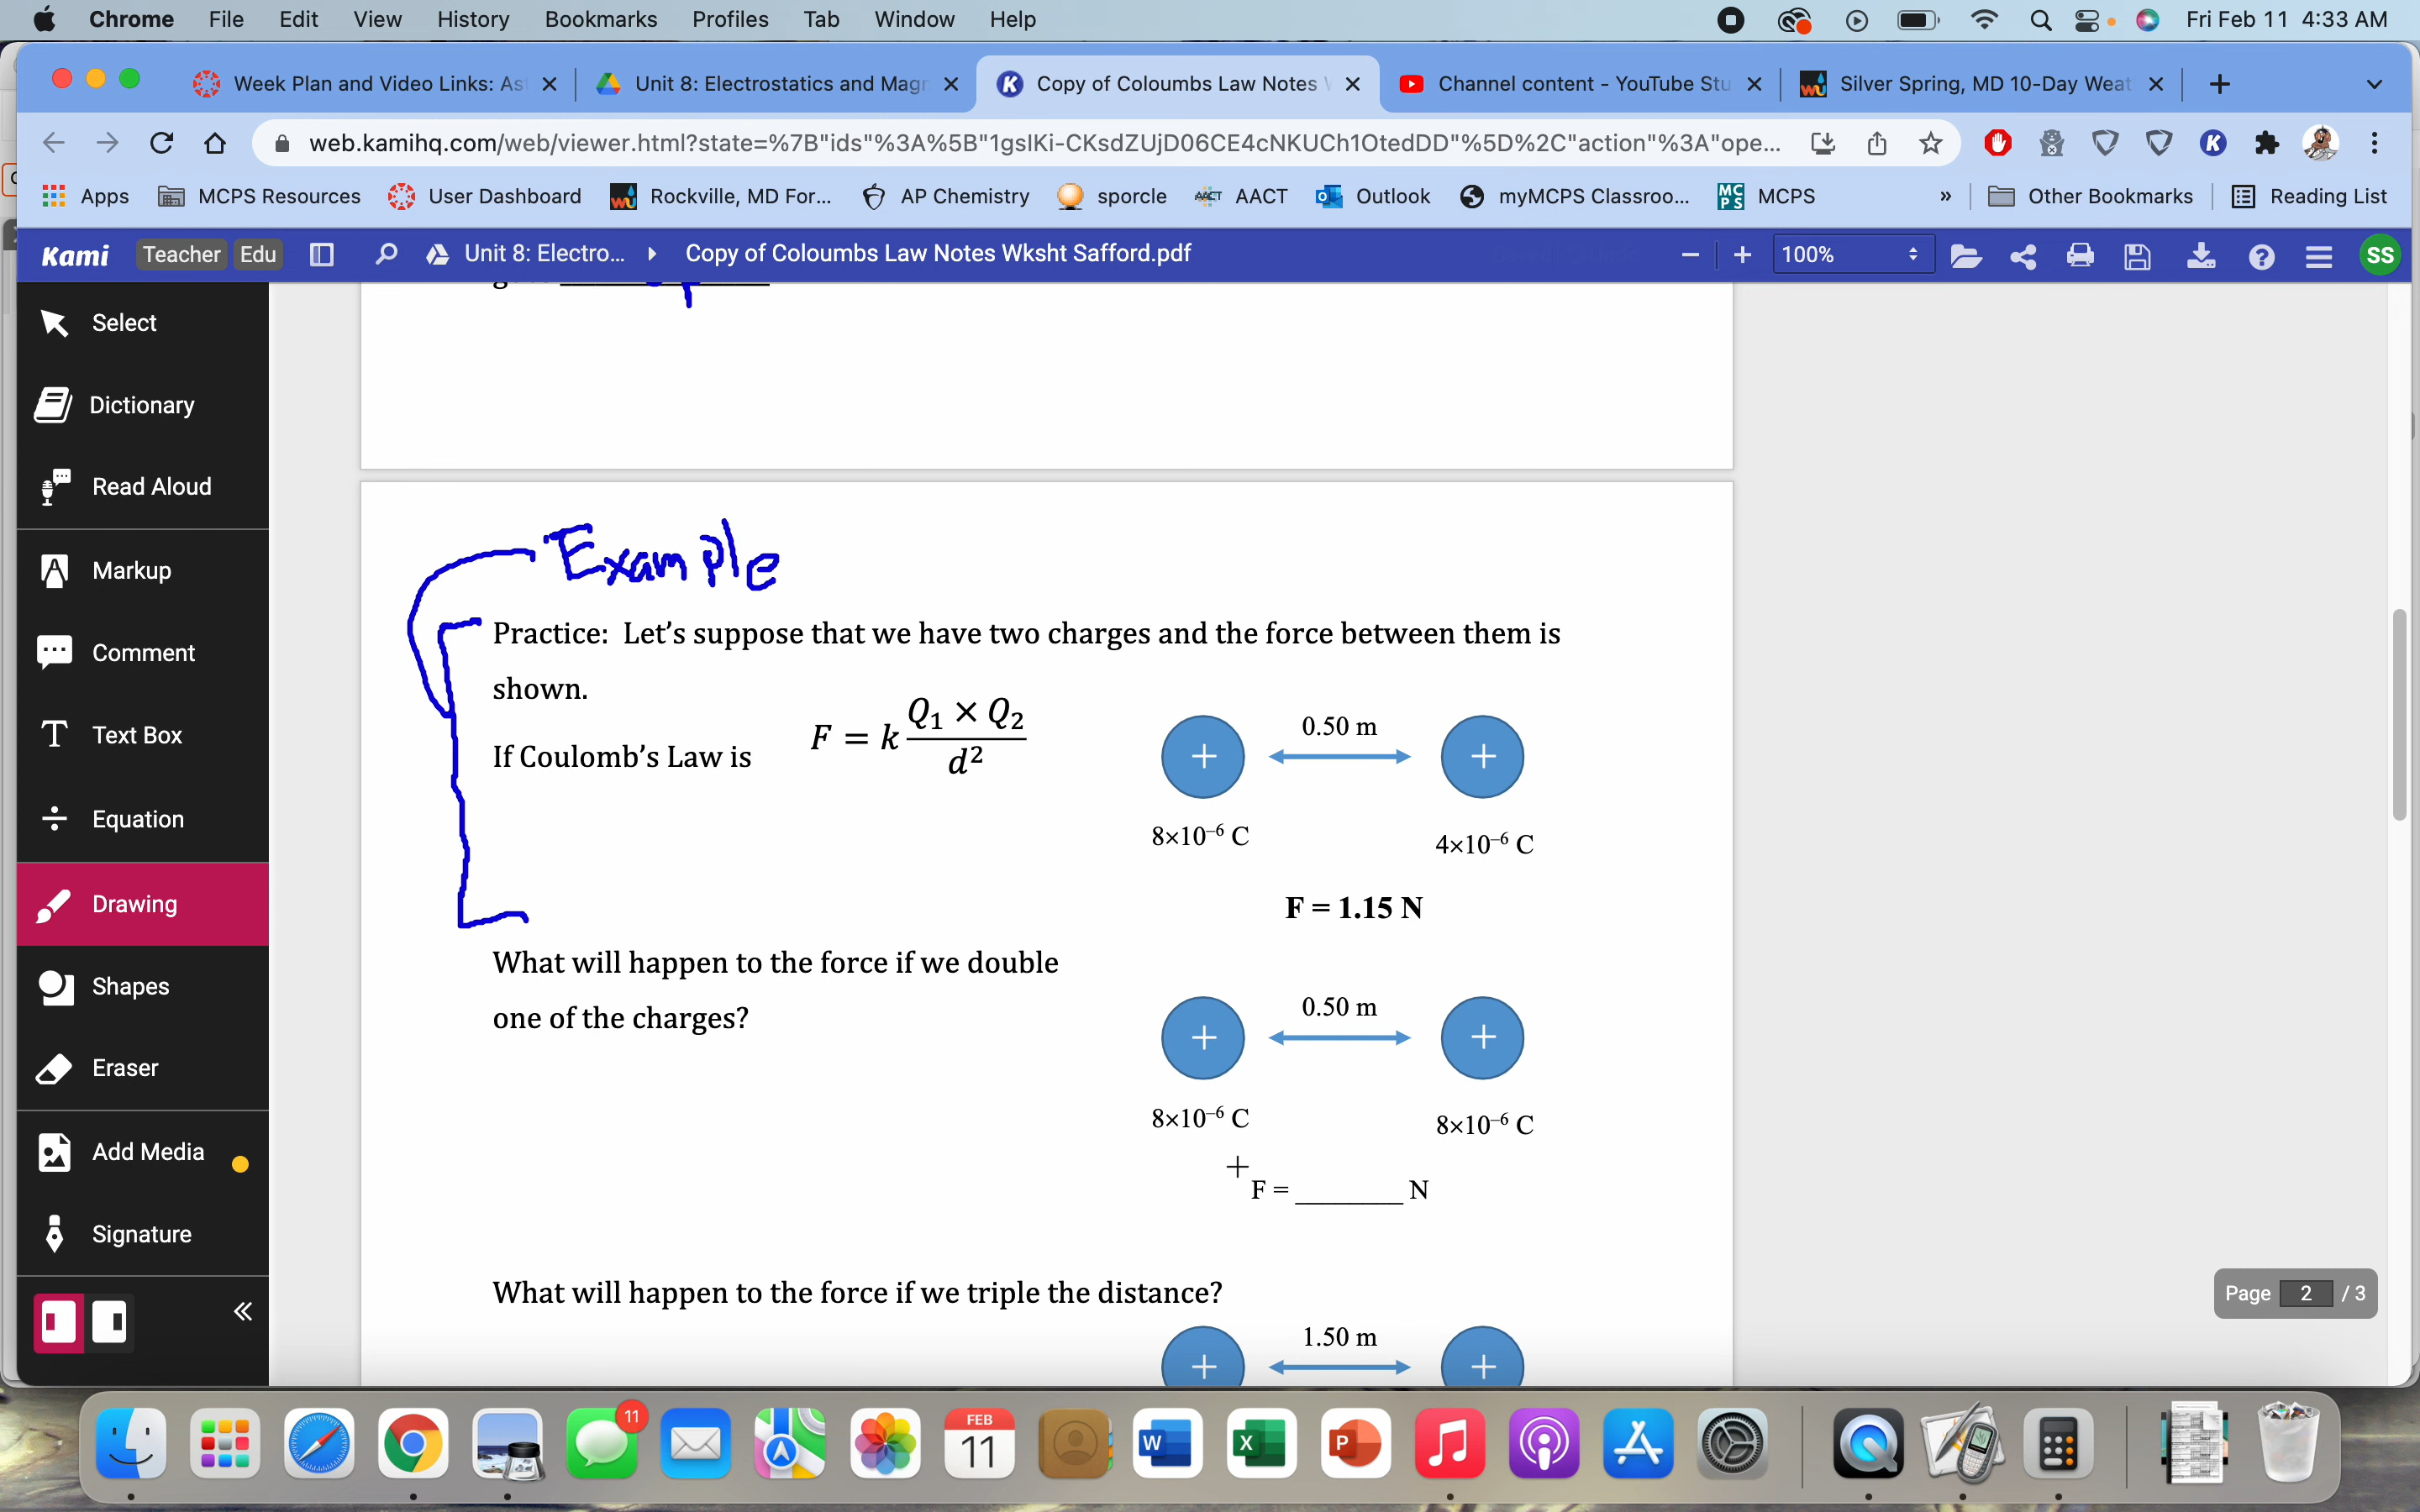 Chrome File Edit View History Bookmarks Profiles Tab Window Help Fri Feb 11 4:33 AM
Week Plan and Video Links: As Unit 8: Electrostatics and Magn Copy of Coloumbs Law Notes Channel content - YouTube Stu Silver Spring, MD 10-Day Weat
web.kamihq.com/web/viewer.html?state=%7B"ids"%3A%5B"1gslKi-CKsdZUjD06CE4cNKUCh1OtedDD"%5D%2C"action"%3A"ope...
Apps MCPS Resources User Dashboard Rockville, MD For... AP Chemistry sporcle AACT Outlook myMCPS Classroo... MCPS » Other Bookmarks Reading List
Kami Teacher Edu Unit 8: Electro... Copy of Coloumbs Law Notes Wksht Safford.pdf 100% SS
Select
Dictionary
Read Aloud
Markup
Comment
Text Box
Equation
Drawing
Shapes
Eraser
Add Media
Signature
Example
Practice: Let's suppose that we have two charges and the force between them is
shown.
If Coulomb's Law is F = k Q₁ × Q₂ / d²
0.50 m
+ +
8×10⁻⁶ C 4×10⁻⁶ C
F = 1.15 N
What will happen to the force if we double
one of the charges?
0.50 m
+ +
8×10⁻⁶ C 8×10⁻⁶ C
F = ________ N
What will happen to the force if we triple the distance?
1.50 m
+ +
Page 2 / 3
11
FEB
11
W X P